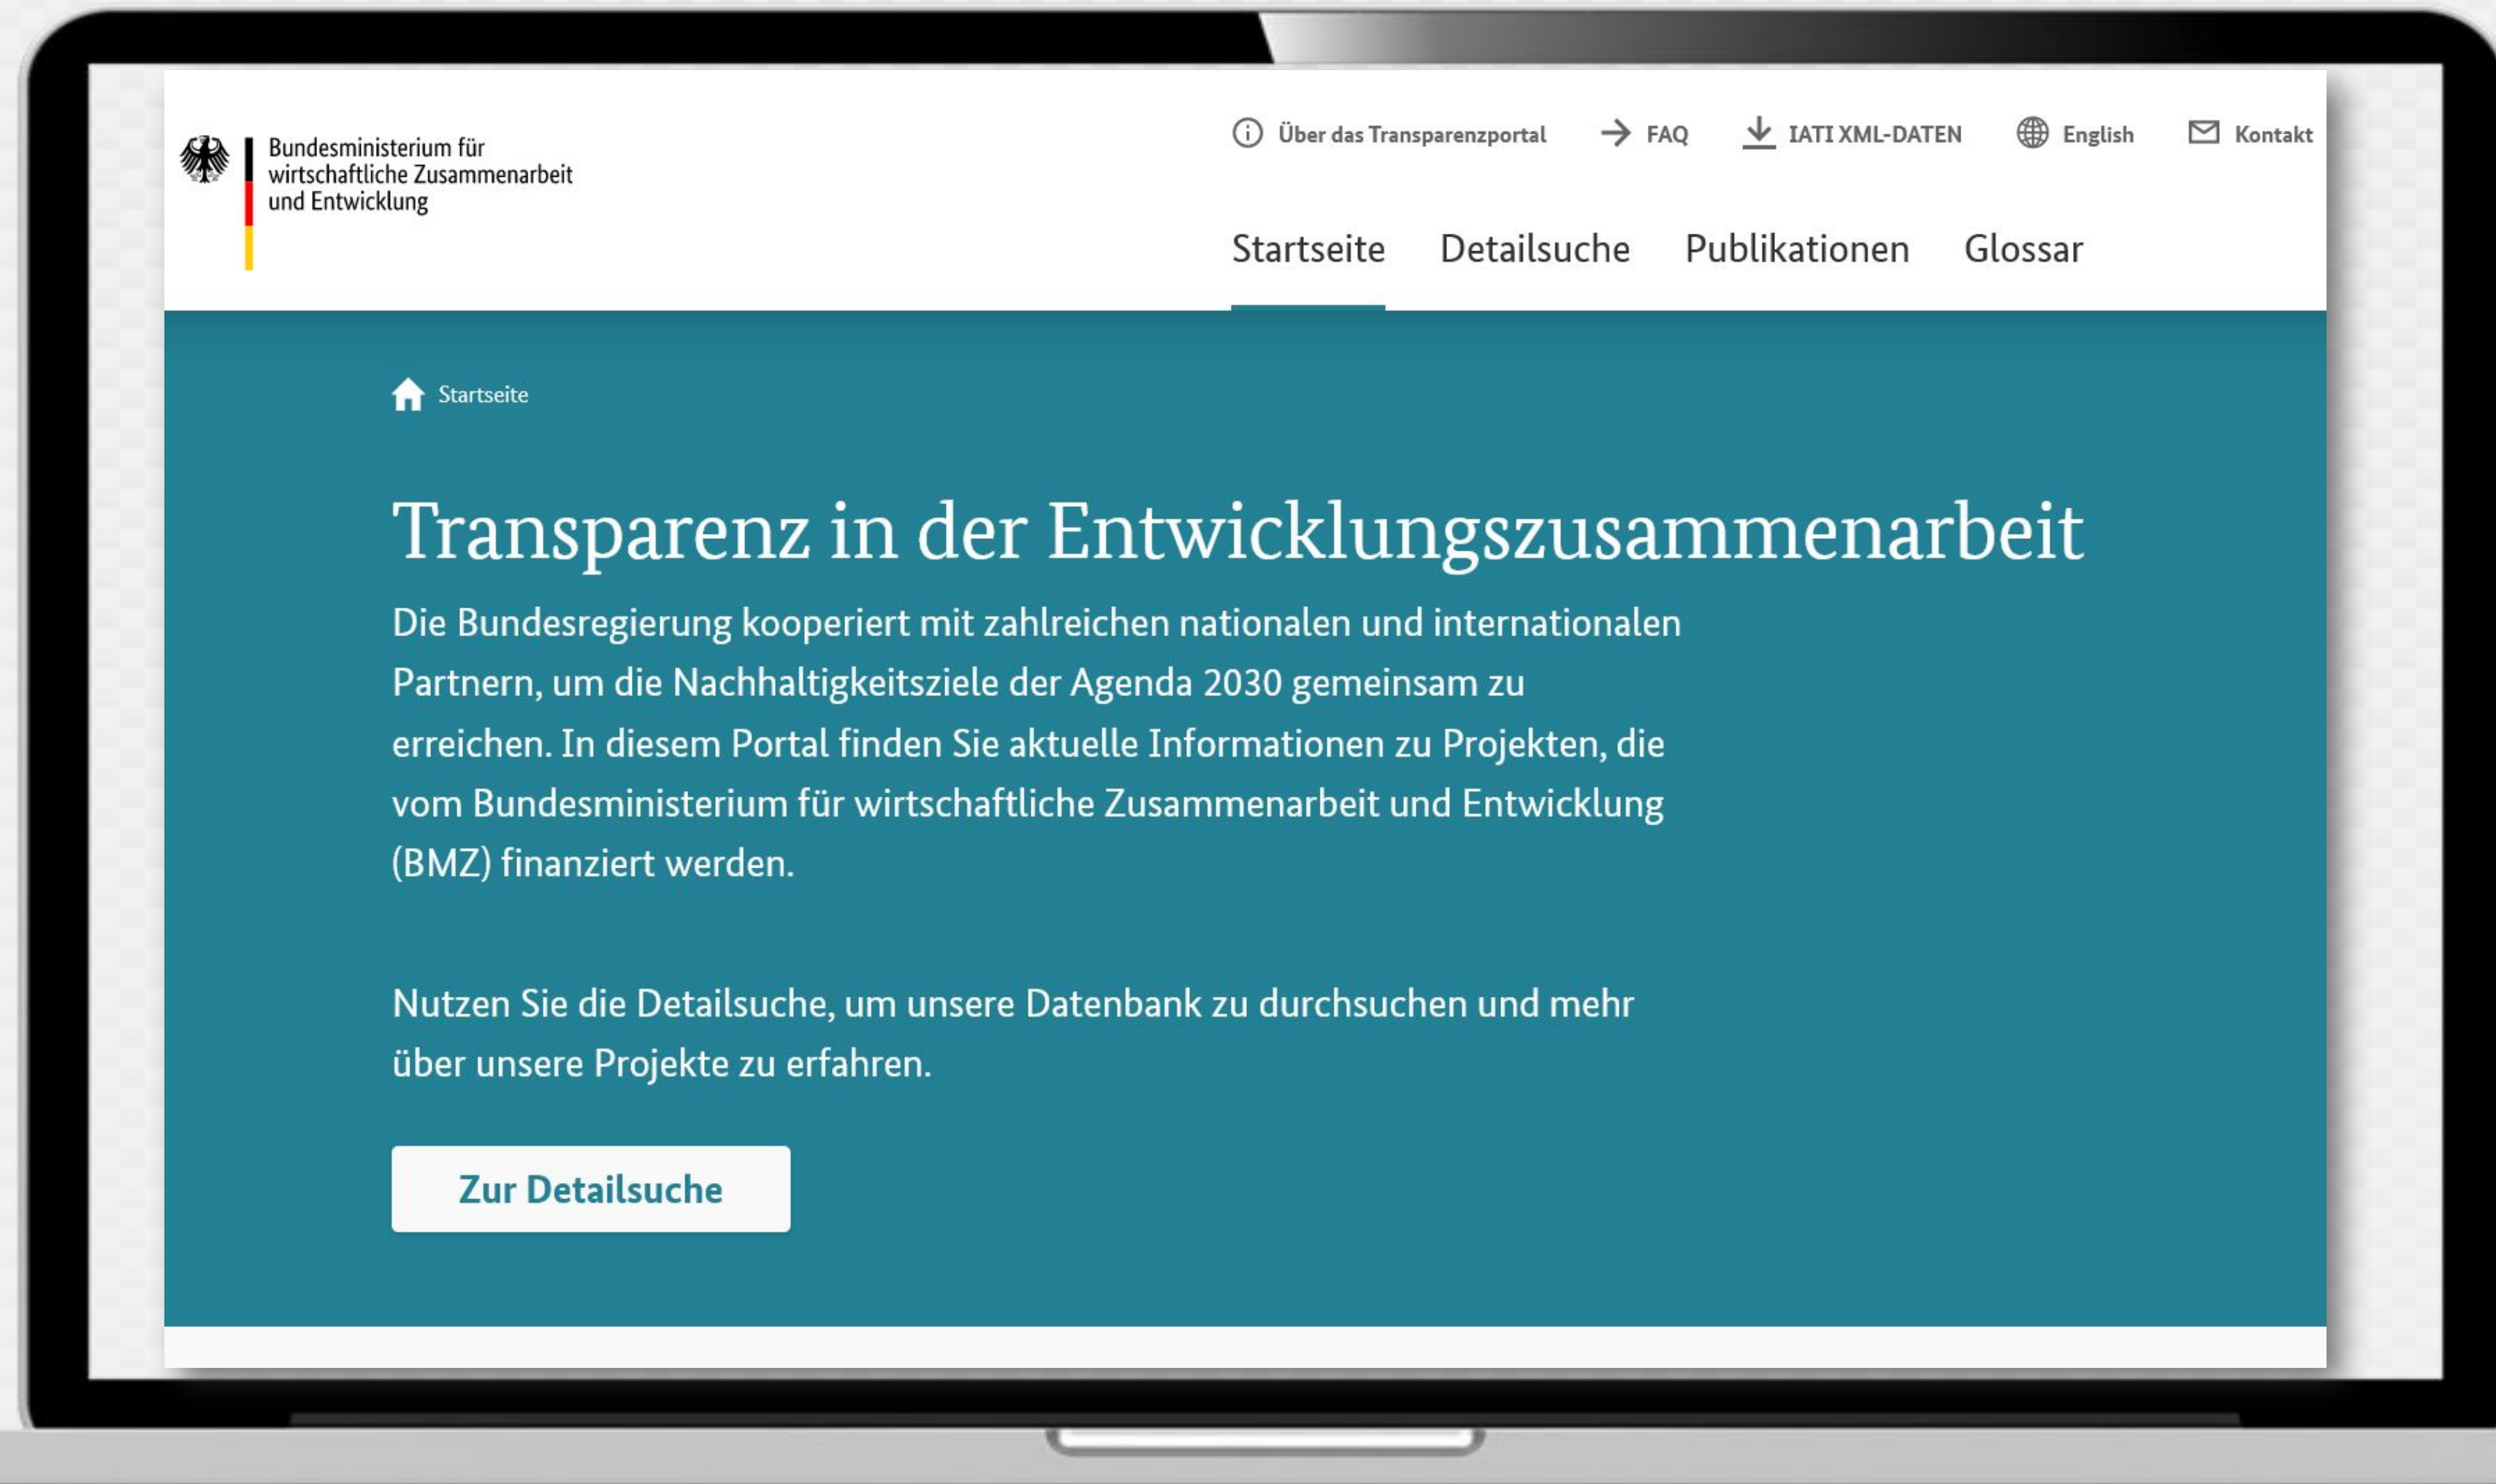 Bundesministerium für
wirtschaftliche Zusammenarbeit
und Entwicklung
Über das Transparenzportal
FAQ
IATI XML-DATEN
English
Kontakt
Startseite
Detailsuche
Publikationen
Glossar
Startseite
Transparenz in der Entwicklungszusammenarbeit
Die Bundesregierung kooperiert mit zahlreichen nationalen und internationalen
Partnern, um die Nachhaltigkeitsziele der Agenda 2030 gemeinsam zu
erreichen. In diesem Portal finden Sie aktuelle Informationen zu Projekten, die
vom Bundesministerium für wirtschaftliche Zusammenarbeit und Entwicklung
(BMZ) finanziert werden.
Nutzen Sie die Detailsuche, um unsere Datenbank zu durchsuchen und mehr
über unsere Projekte zu erfahren.
Zur Detailsuche